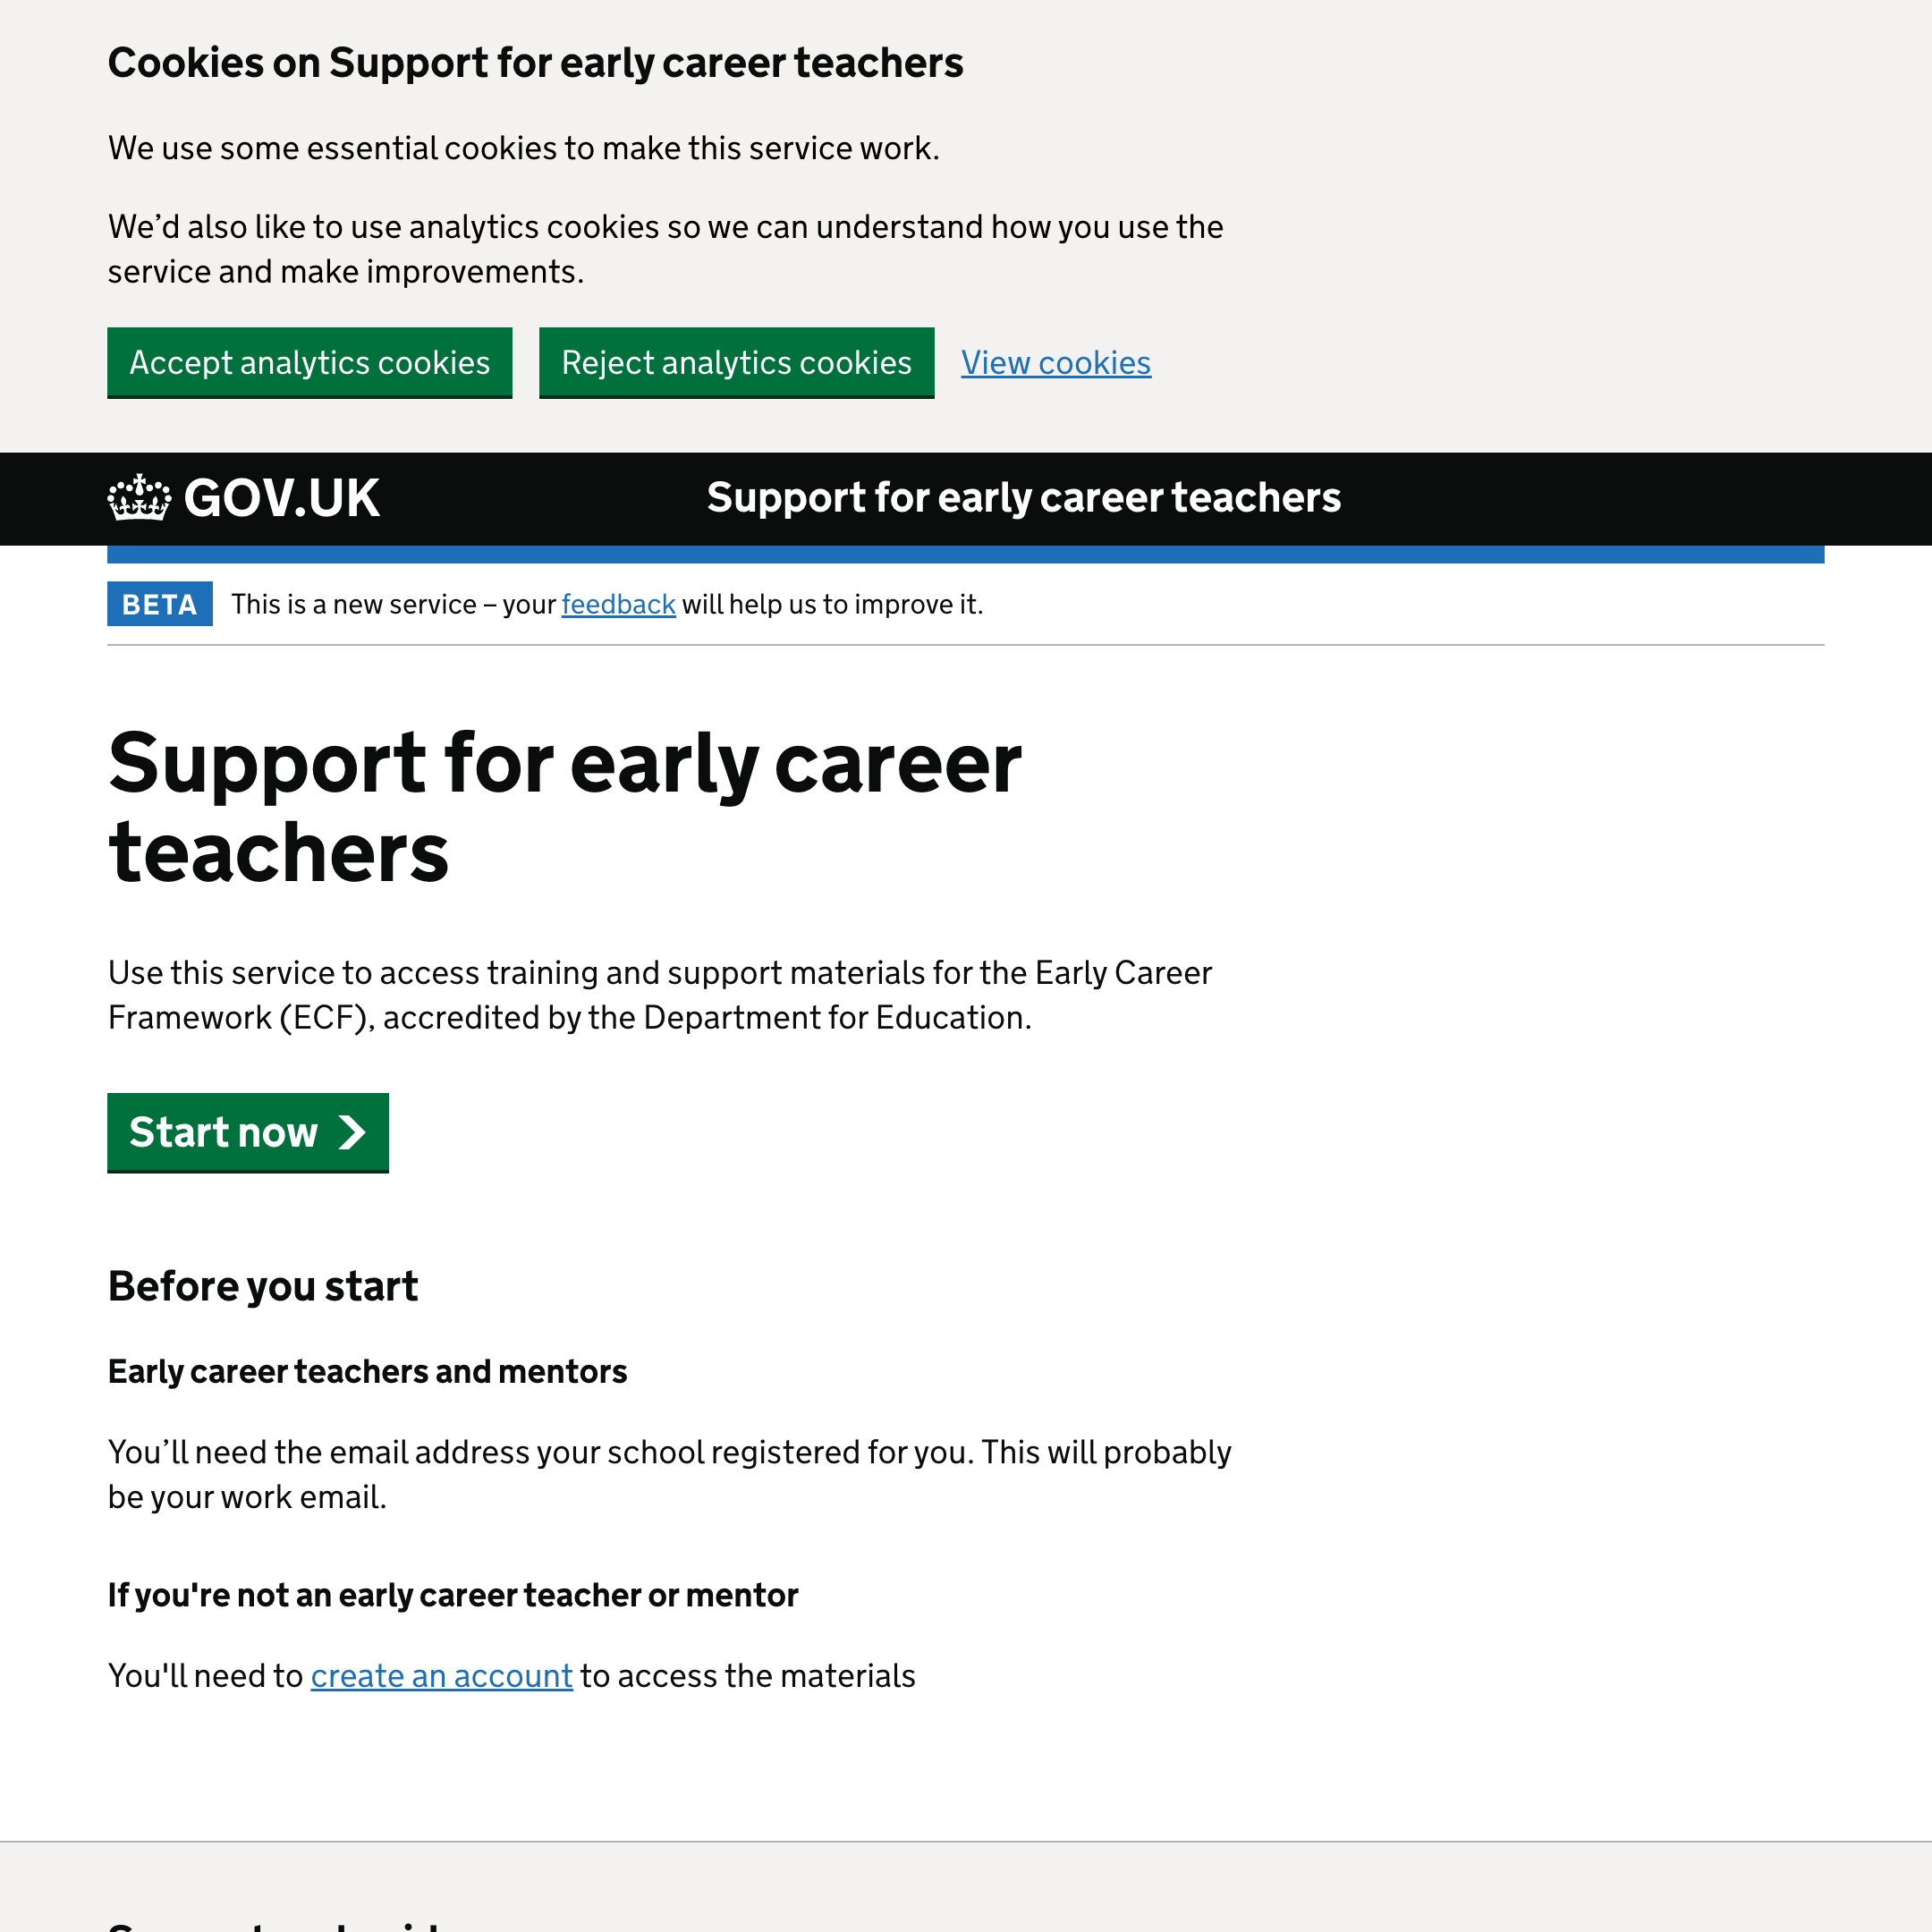 Cookies on Support for early career teachers
We use some essential cookies to make this service work.
We’d also like to use analytics cookies so we can understand how you use the
service and make improvements.
Accept analytics cookies
Reject analytics cookies
View cookies
GOV.UK
Support for early career teachers
BETA
This is a new service – your feedback will help us to improve it.
Support for early career
teachers
Use this service to access training and support materials for the Early Career
Framework (ECF), accredited by the Department for Education.
Start now
Before you start
Early career teachers and mentors
You’ll need the email address your school registered for you. This will probably
be your work email.
If you're not an early career teacher or mentor
You'll need to create an account to access the materials